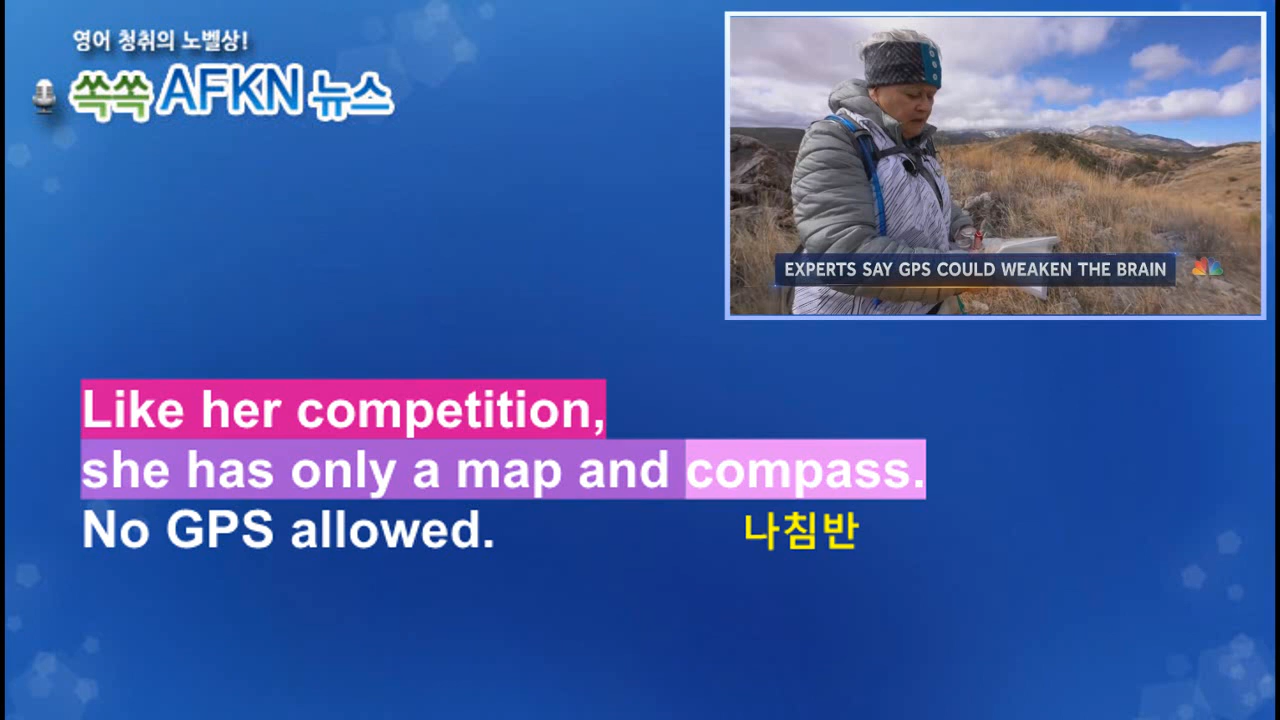 영어 청취의 노벨상!
쏙쏙 AFKN 뉴스
EXPERTS SAY GPS COULD WEAKEN THE BRAIN
Like her competition,
she has only a map and compass.
No GPS allowed.
나침반